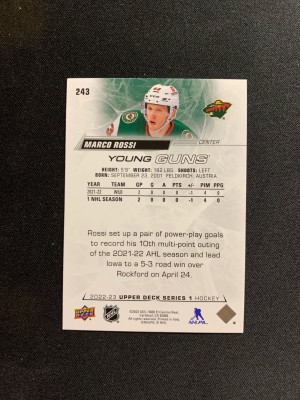 243
MARCO ROSSI
CENTER
YOUNG GUNS
HEIGHT: 5'9" WEIGHT: 182 LBS SHOOTS: LEFT
BORN: SEPTEMBER 23, 2001 FELDKIRCH, AUSTRIA
YEAR TEAM GP G A PTS +/- PIM PPG
2021-22 WILD 2 0 0 0 -1 4 0
1 NHL SEASON 2 0 0 0 -1 4 0
Rossi set up a pair of power-play goals
to record his 10th multi-point outing
of the 2021-22 AHL season and lead
Iowa to a 5-3 road win over
Rockford on April 24.
2022-23 UPPER DECK SERIES 1 HOCKEY
UPPER DECK
NHL
NHLPA